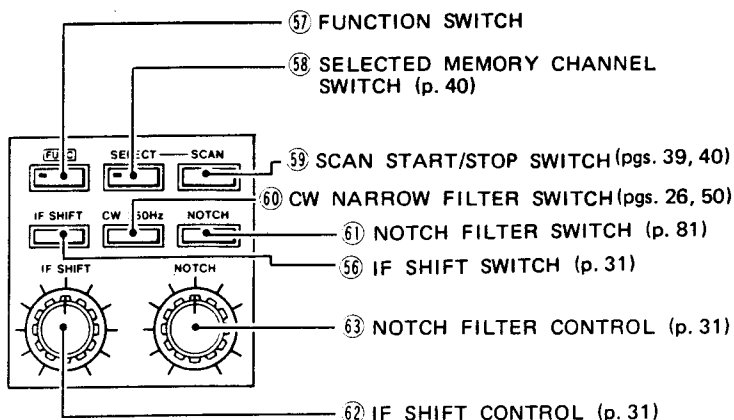 57 FUNCTION SWITCH
58 SELECTED MEMORY CHANNEL
SWITCH (p. 40)
FUNC SELECT SCAN
59 SCAN START/STOP SWITCH (pgs. 39, 40)
60 CW NARROW FILTER SWITCH (pgs. 26, 50)
IF SHIFT CW 50Hz NOTCH
61 NOTCH FILTER SWITCH (p. 81)
56 IF SHIFT SWITCH (p. 31)
IF SHIFT NOTCH
63 NOTCH FILTER CONTROL (p. 31)
62 IF SHIFT CONTROL (p. 31)